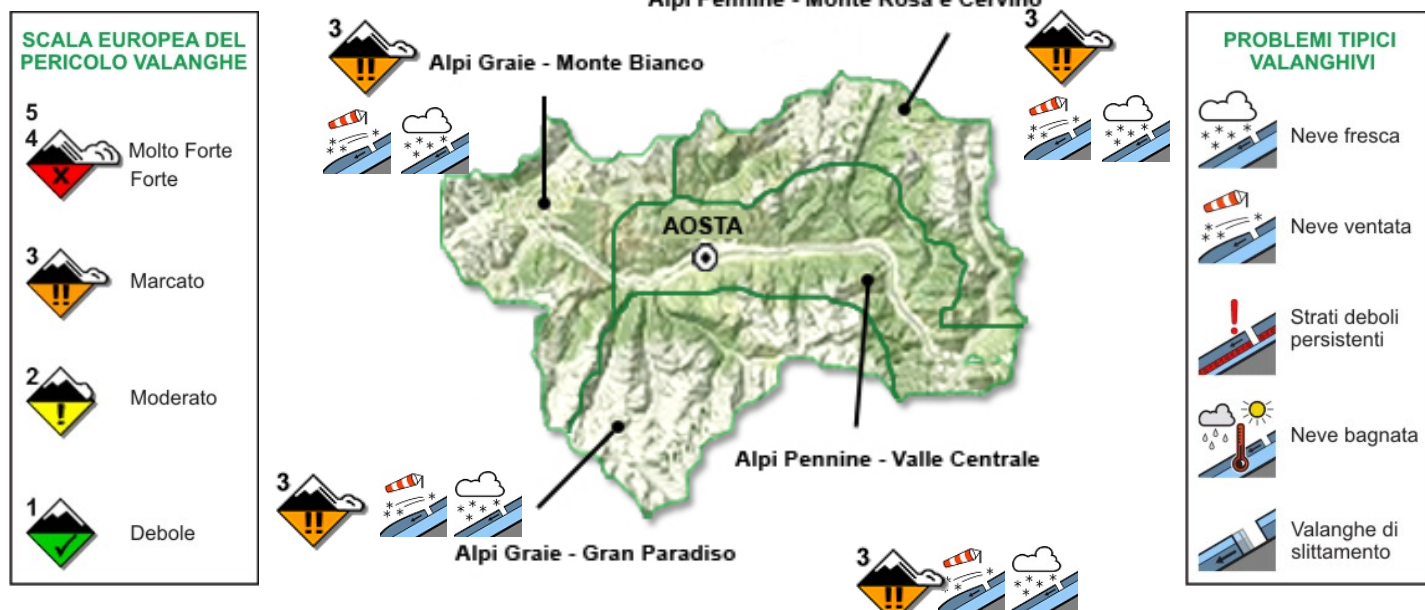 SCALA EUROPEA DEL
PERICOLO VALANGHE
5
4
Molto Forte
Forte
3
Marcato
2
Moderato
1
Debole
3
Alpi Graie - Monte Bianco
Alpi Pennine - Monte Rosa e Cervino
3
AOSTA
Alpi Pennine - Valle Centrale
3
Alpi Graie - Gran Paradiso
3
PROBLEMI TIPICI
VALANGHIVI
Neve fresca
Neve ventata
Strati deboli
persistenti
Neve bagnata
Valanghe di
slittamento